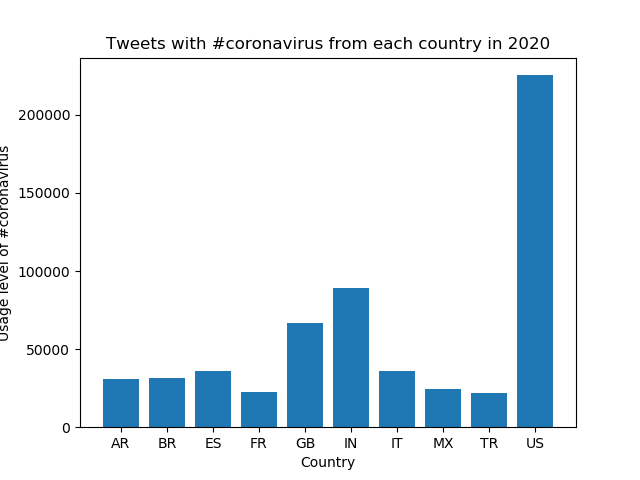 Tweets with #coronavirus from each country in 2020
Usage level of #coronavirus
200000
150000
100000
50000
0
AR BR ES FR GB IN IT MX TR US
Country